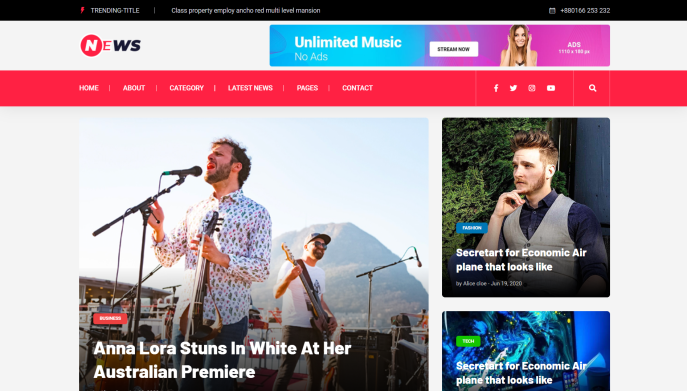 TRENDING-TITLE
Class property employ ancho red multi level mansion
+880166 253 232
NEWS
Unlimited Music
No Ads
STREAM NOW
ADS
1110 x 160 px
HOME
ABOUT
CATEGORY
LATEST NEWS
PAGES
CONTACT
BUSINESS
Anna Lora Stuns In White At Her
Australian Premiere
FASHION
Secretart for Economic Air
plane that looks like
by Alice cloe - Jun 19, 2020
TECH
Secretart for Economic Air
plane that looks like